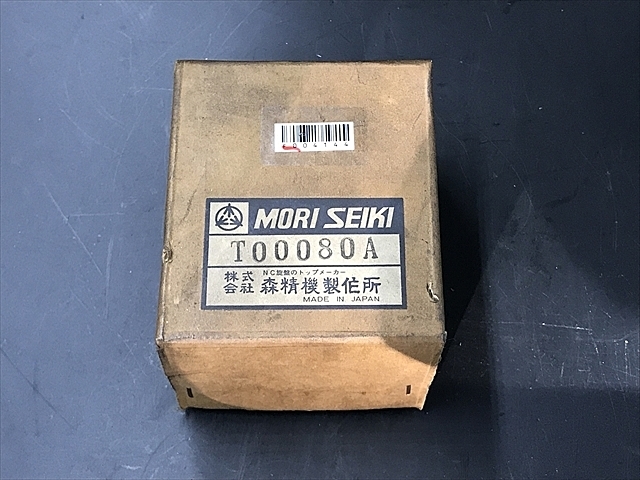 004144
MORI SEIKI
T00080A
NC旋盤のトップメーカー
株式会社 森精機製作所
MADE IN JAPAN